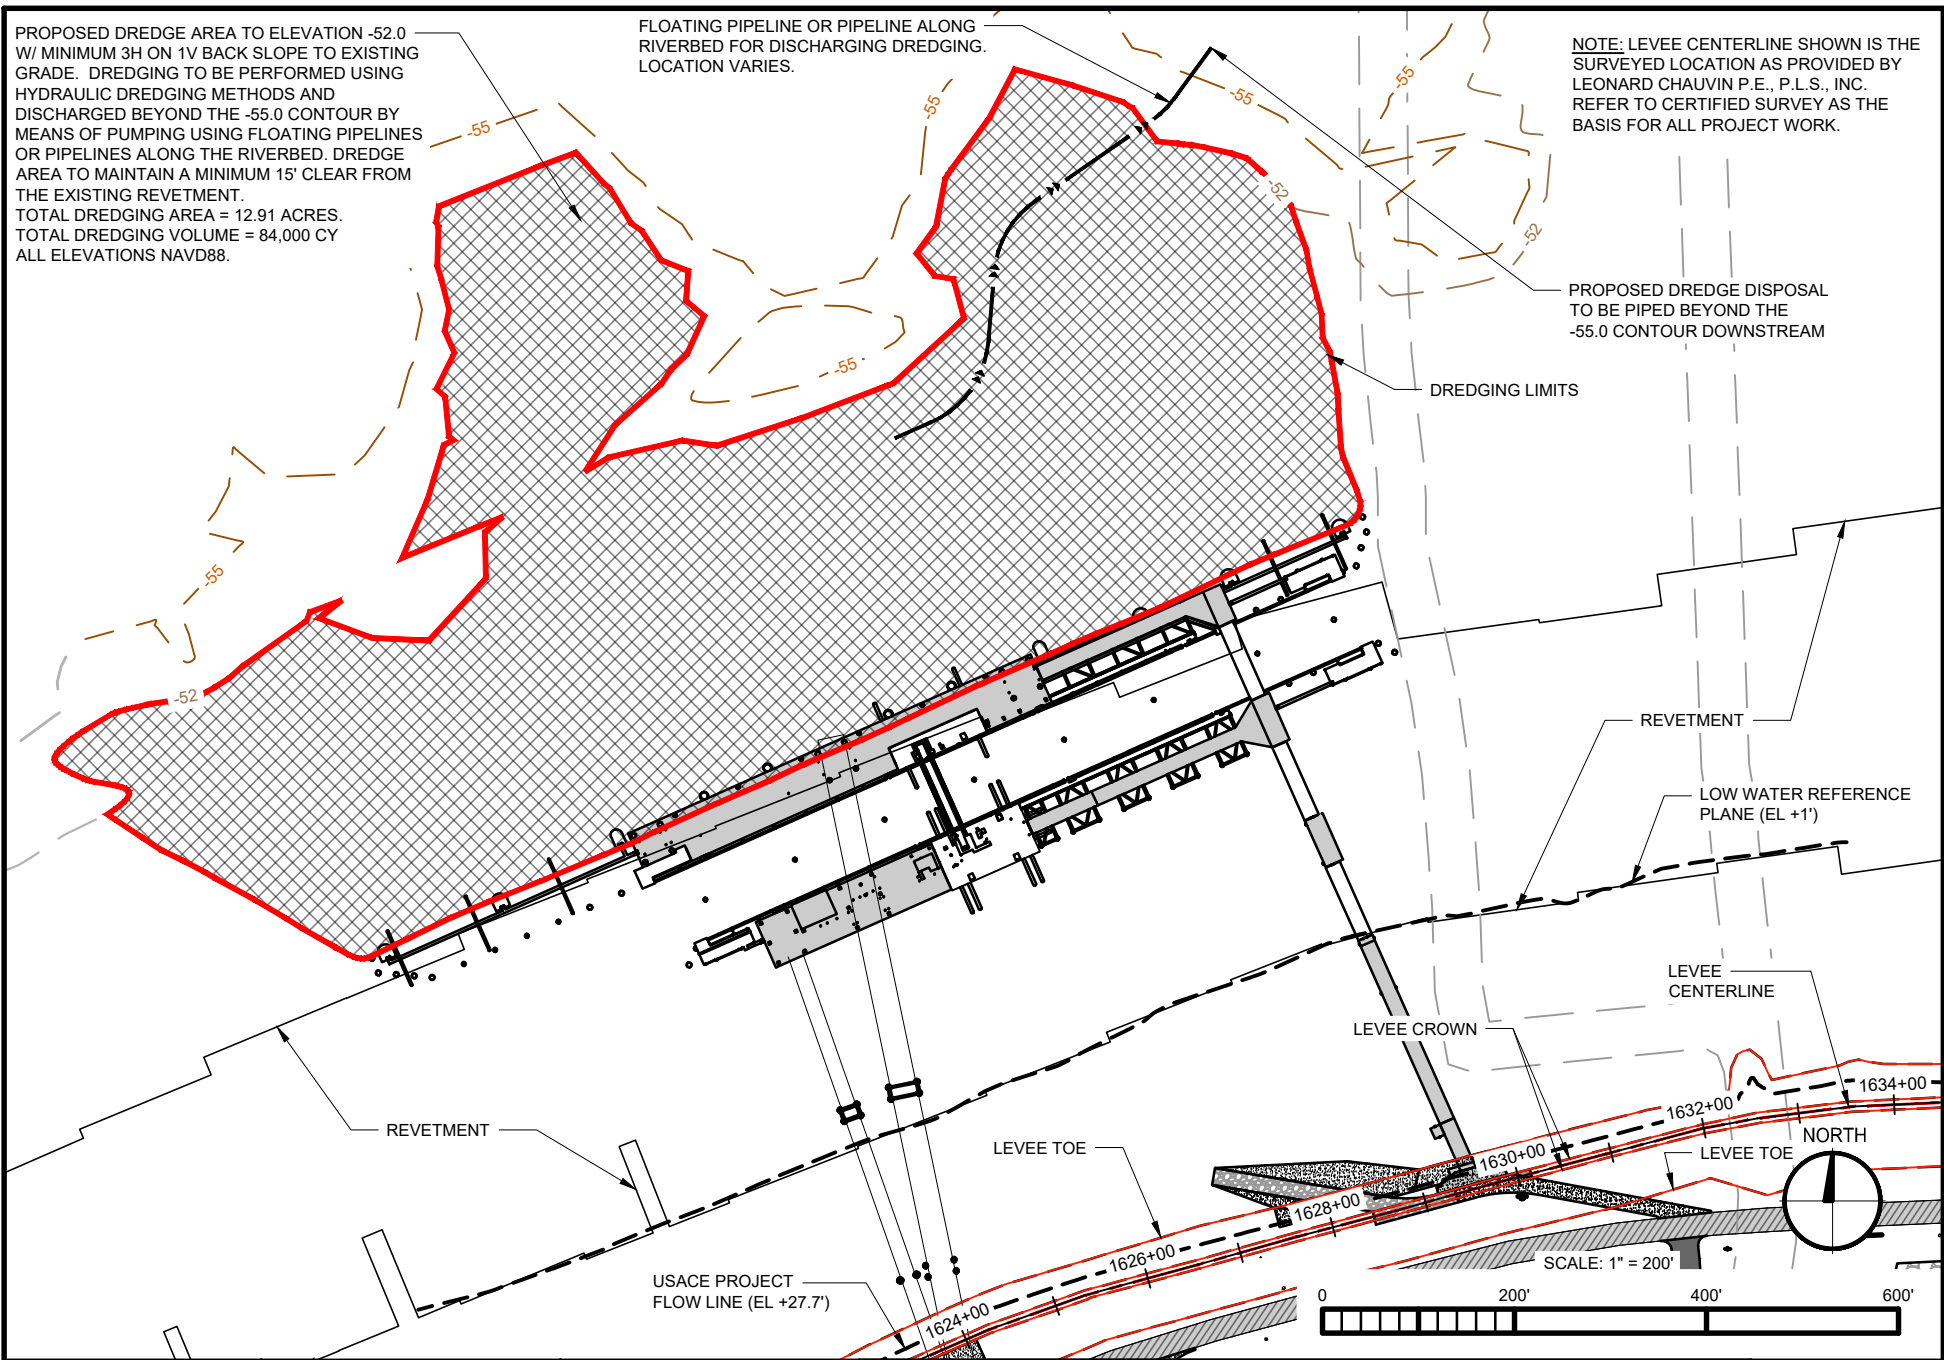 PROPOSED DREDGE AREA TO ELEVATION -52.0
W/ MINIMUM 3H ON 1V BACK SLOPE TO EXISTING
GRADE. DREDGING TO BE PERFORMED USING
HYDRAULIC DREDGING METHODS AND
DISCHARGED BEYOND THE -55.0 CONTOUR BY
MEANS OF PUMPING USING FLOATING PIPELINES
OR PIPELINES ALONG THE RIVERBED. DREDGE
AREA TO MAINTAIN A MINIMUM 15' CLEAR FROM
THE EXISTING REVETMENT.
TOTAL DREDGING AREA = 12.91 ACRES.
TOTAL DREDGING VOLUME = 84,000 CY
ALL ELEVATIONS NAVD88.
FLOATING PIPELINE OR PIPELINE ALONG
RIVERBED FOR DISCHARGING DREDGING.
LOCATION VARIES.
NOTE: LEVEE CENTERLINE SHOWN IS THE
SURVEYED LOCATION AS PROVIDED BY
LEONARD CHAUVIN P.E., P.L.S., INC.
REFER TO CERTIFIED SURVEY AS THE
BASIS FOR ALL PROJECT WORK.
-55
-55
-55
-55
-52
-52
PROPOSED DREDGE DISPOSAL
TO BE PIPED BEYOND THE
-55.0 CONTOUR DOWNSTREAM
-55
DREDGING LIMITS
-55
-52
REVETMENT
LOW WATER REFERENCE
PLANE (EL +1')
LEVEE
CENTERLINE
LEVEE CROWN
REVETMENT
LEVEE TOE
1634+00
1632+00
1630+00
1628+00
1626+00
1624+00
NORTH
LEVEE TOE
USACE PROJECT
FLOW LINE (EL +27.7')
SCALE: 1" = 200'
0 200' 400' 600'